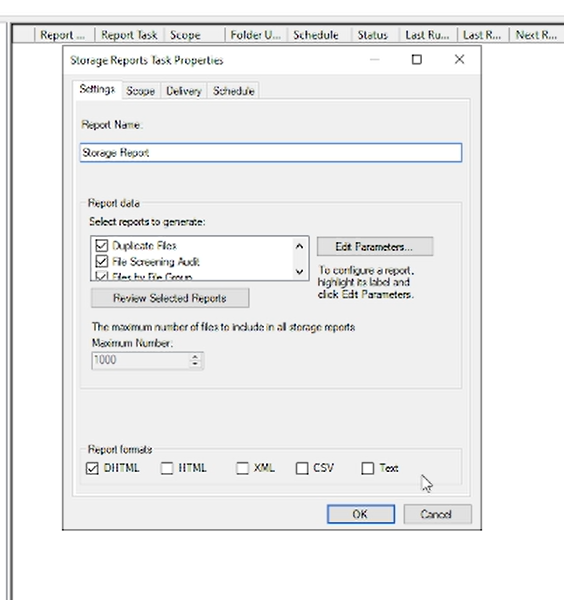 Report ... Report Task Scope Folder U... Schedule Status Last Ru... Last R... Next R...
Storage Reports Task Properties
Settings Scope Delivery Schedule
Report Name:
Storage Report
Report data
Select reports to generate:
Duplicate Files
File Screening Audit
Files by File Group
Edit Parameters...
To configure a report,
highlight its label and
click Edit Parameters.
Review Selected Reports
The maximum number of files to include in all storage reports
Maximum Number:
1000
Report formats
DHTML HTML XML CSV Text
OK Cancel